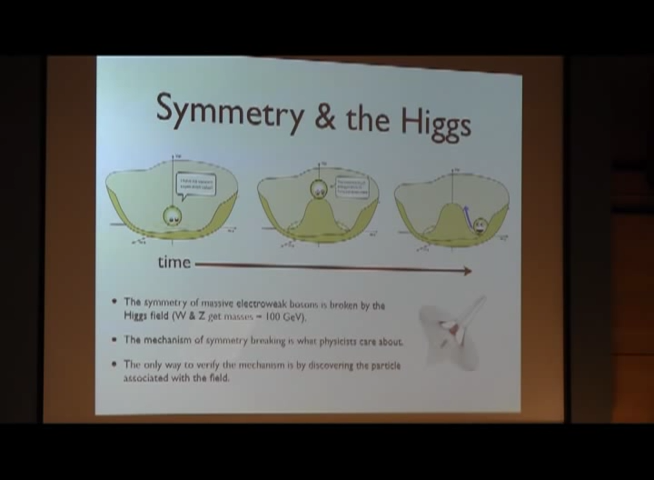 Symmetry & the Higgs
time
• The symmetry of massive electroweak bosons is broken by the
Higgs field (W & Z get masses ~ 100 GeV).
• The mechanism of symmetry breaking is what physicists care about.
• The only way to verify the mechanism is by discovering the particle
associated with the field.